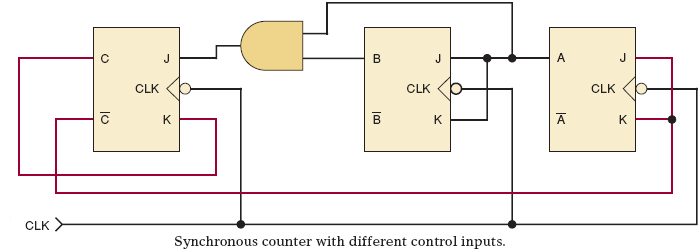 C J B J A J
CLK CLK CLK
C̅ K B̅ K A̅ K
CLK
Synchronous counter with different control inputs.